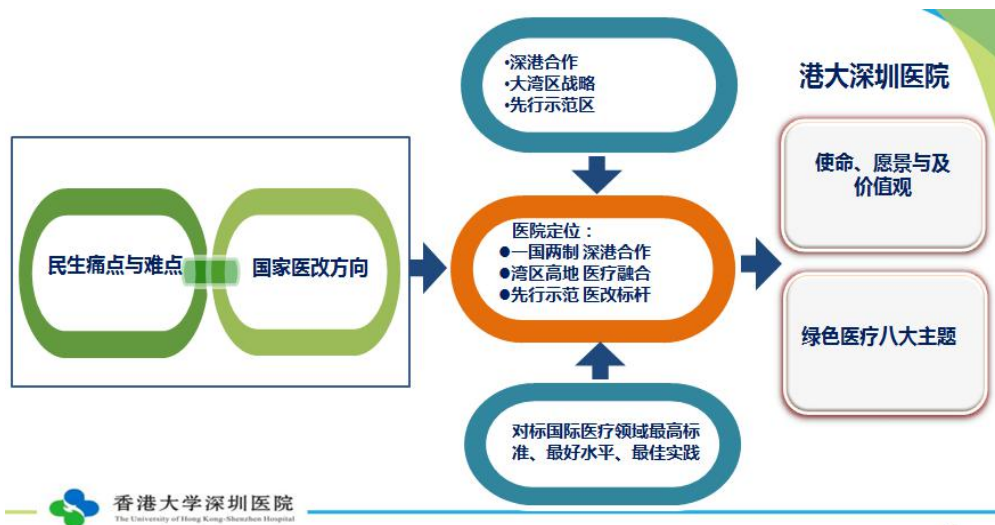 ·深港合作
·大湾区战略
·先行示范区
民生痛点与难点
国家医改方向
医院定位：
●一国两制 深港合作
●湾区高地 医疗融合
●先行示范 医改标杆
对标国际医疗领域最高标
准、最好水平、最佳实践
港大深圳医院
使命、愿景与及
价值观
绿色医疗八大主题
香港大学深圳医院
The University of Hong Kong-Shenzhen Hospital